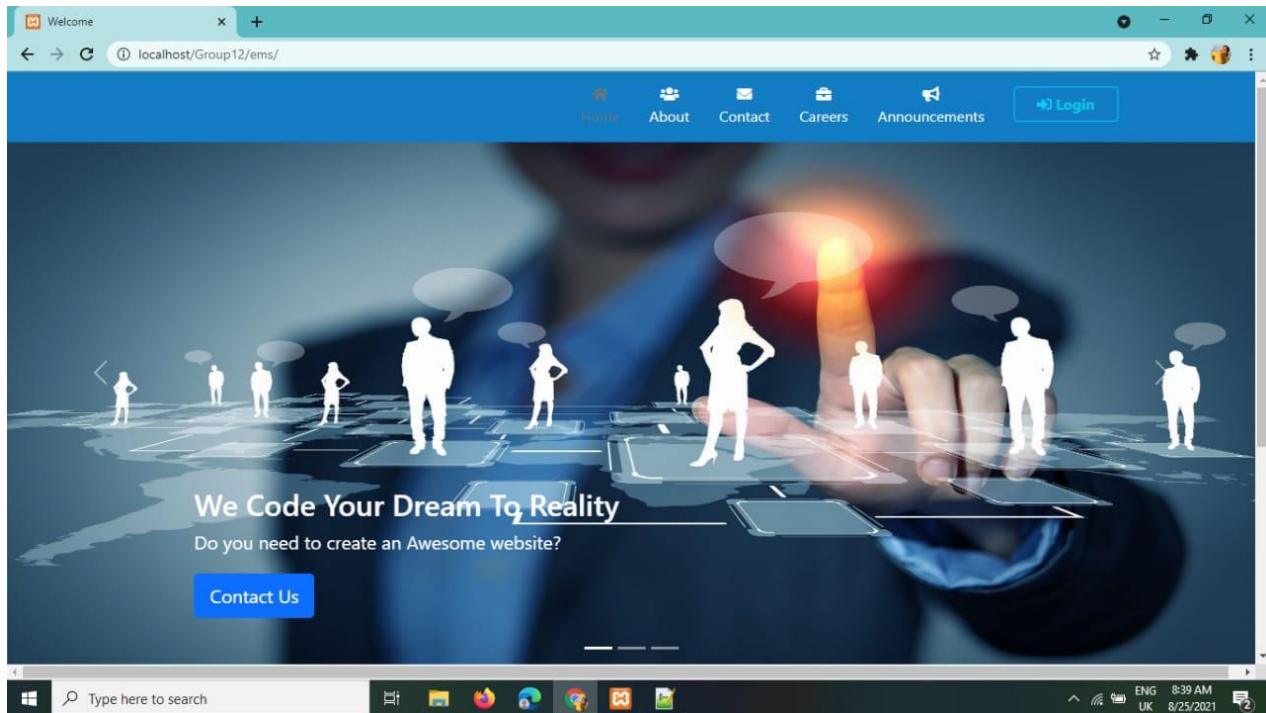 Welcome
localhost/Group12/ems/
Home About Contact Careers Announcements Login
We Code Your Dream To Reality
Do you need to create an Awesome website?
Contact Us
Type here to search
ENG 8:39 AM
UK 8/25/2021
2